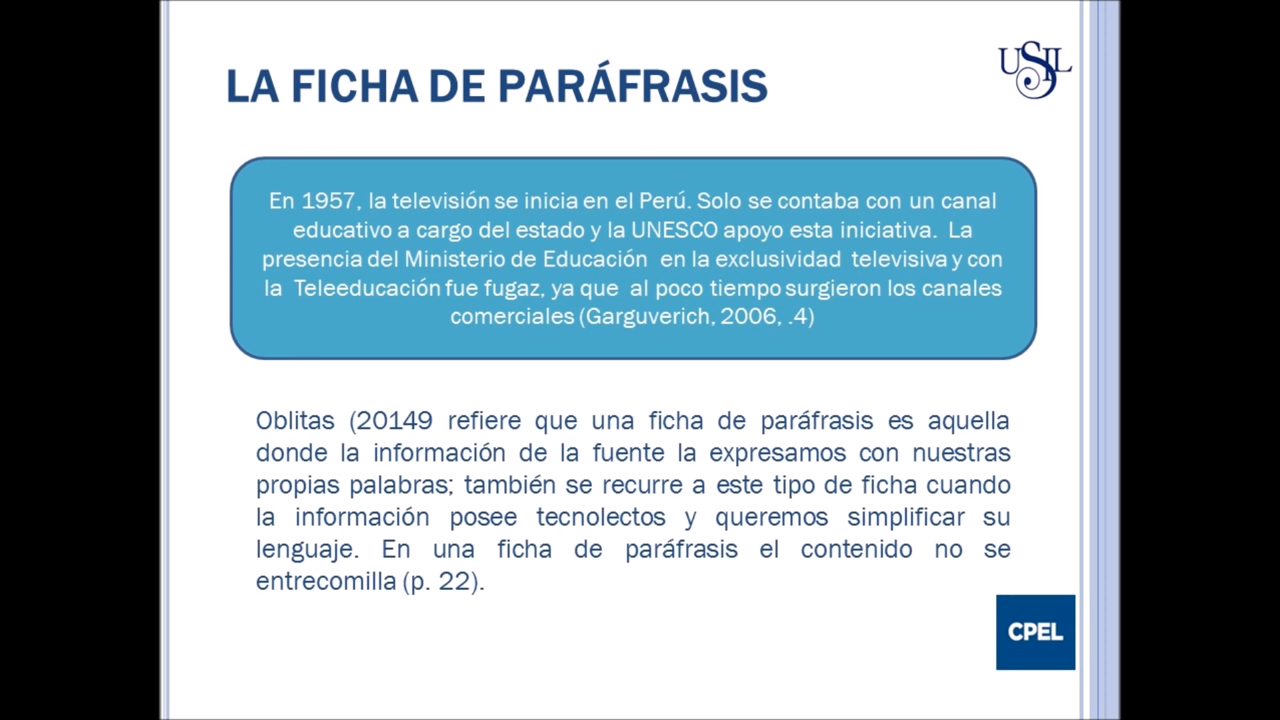 LA FICHA DE PARÁFRASIS
USIL
En 1957, la televisión se inicia en el Perú. Solo se contaba con un canal
educativo a cargo del estado y la UNESCO apoyo esta iniciativa. La
presencia del Ministerio de Educación en la exclusividad televisiva y con
la Teleeducación fue fugaz, ya que al poco tiempo surgieron los canales
comerciales (Garguverich, 2006, .4)
Oblitas (20149 refiere que una ficha de paráfrasis es aquella
donde la información de la fuente la expresamos con nuestras
propias palabras; también se recurre a este tipo de ficha cuando
la información posee tecnolectos y queremos simplificar su
lenguaje. En una ficha de paráfrasis el contenido no se
entrecomilla (p. 22).
CPEL